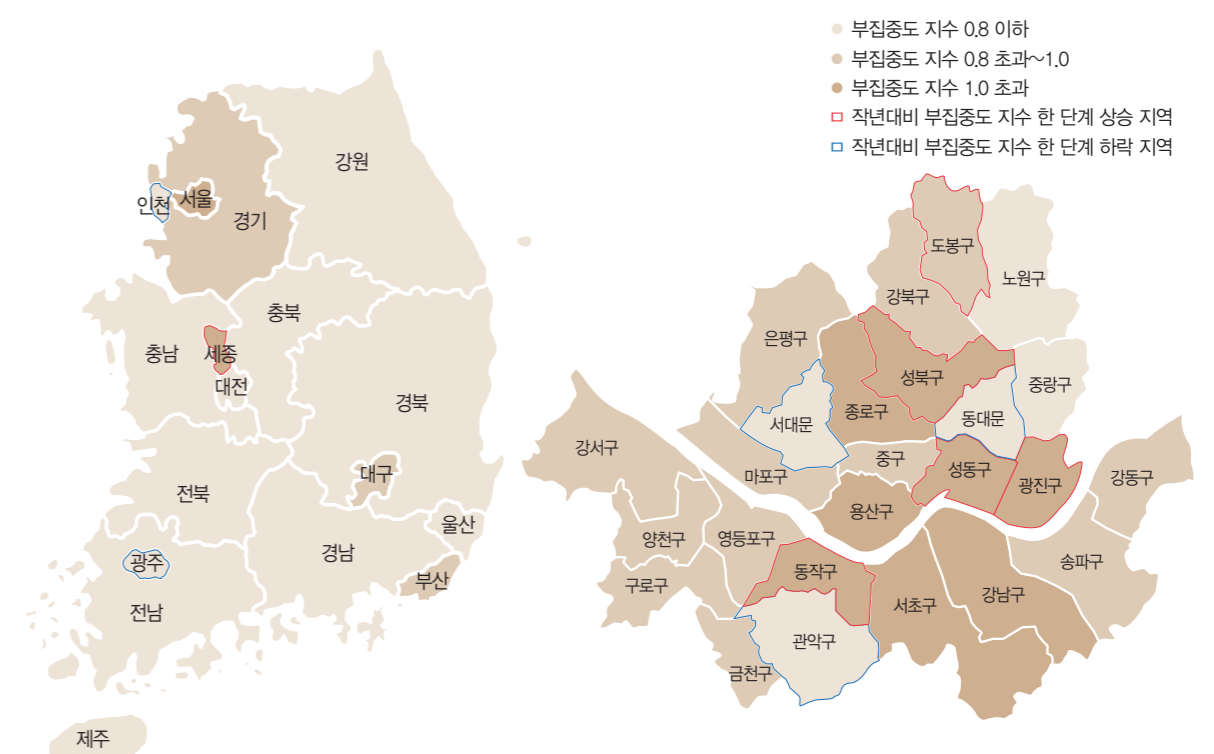 부집중도 지수 0.8 이하
부집중도 지수 0.8 초과~1.0
부집중도 지수 1.0 초과
작년대비 부집중도 지수 한 단계 상승 지역
작년대비 부집중도 지수 한 단계 하락 지역
강원
인천
서울
경기
충북
충남
세종
대전
경북
대구
전북
울산
경남
광주
부산
전남
제주
도봉구
노원구
강북구
은평구
성북구
중랑구
서대문
종로구
동대문
강서구
중구
마포구
성동구
광진구
강동구
용산구
양천구
영등포구
송파구
동작구
구로구
서초구
강남구
관악구
금천구